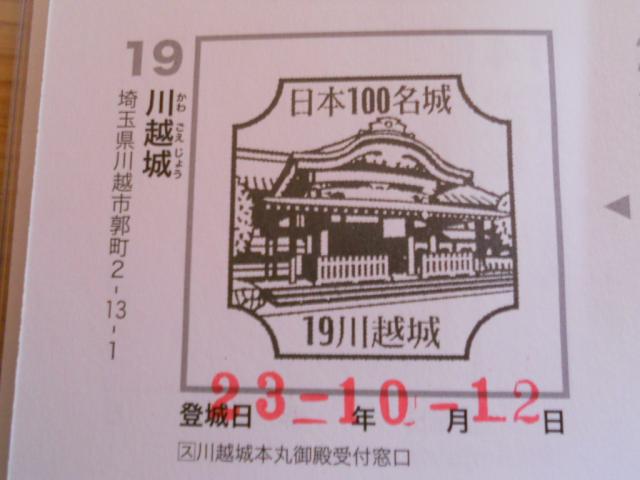 19
川越城
かわごえじょう
埼玉県川越市郭町2-13-1
日本100名城
19川越城
登城日 年 月 日
23-10-12
ス川越城本丸御殿受付窓口